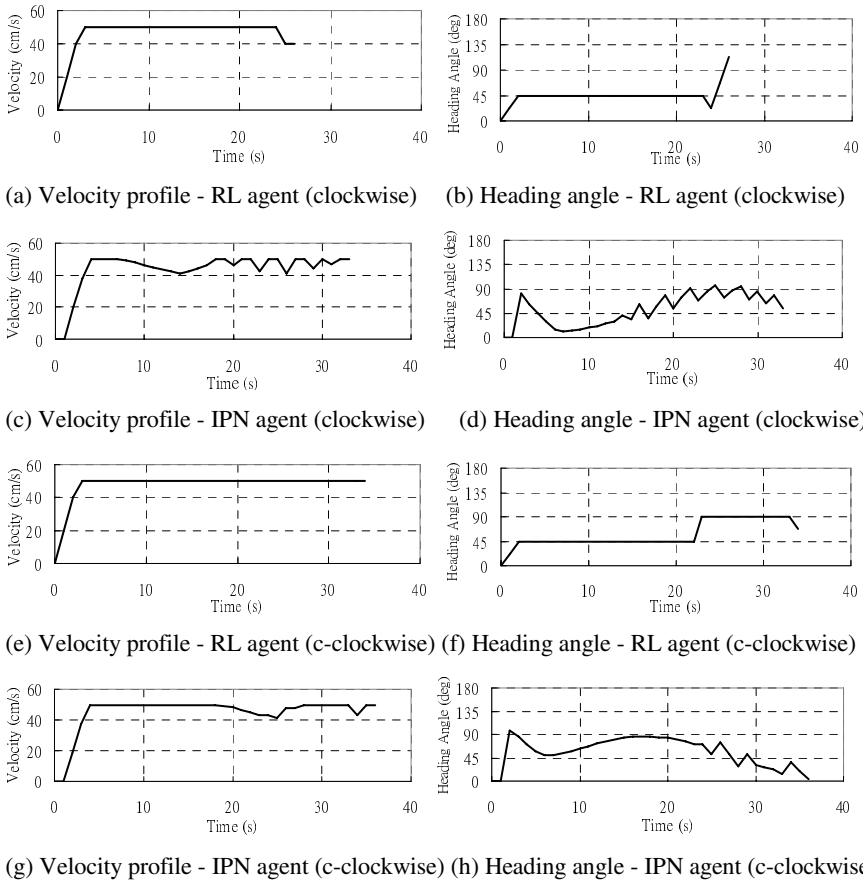 60
40
20
0
Velocity (cm/s)
0 10 20 30 40
Time (s)
180
135
90
45
0
Heading Angle (deg)
0 10 20 30 40
Time (s)
(a) Velocity profile - RL agent (clockwise)
(b) Heading angle - RL agent (clockwise)
60
40
20
0
Velocity (cm/s)
0 10 20 30 40
Time (s)
180
135
90
45
0
Heading Angle (deg)
0 10 20 30 40
Time (s)
(c) Velocity profile - IPN agent (clockwise)
(d) Heading angle - IPN agent (clockwise)
60
40
20
0
Velocity (cm/s)
0 10 20 30 40
Time (s)
180
135
90
45
0
Heading Angle (deg)
0 10 20 30 40
Time (s)
(e) Velocity profile - RL agent (c-clockwise)
(f) Heading angle - RL agent (c-clockwise)
60
40
20
0
Velocity (cm/s)
0 10 20 30 40
Time (s)
180
135
90
45
0
Heading Angle (deg)
0 10 20 30 40
Time (s)
(g) Velocity profile - IPN agent (c-clockwise)
(h) Heading angle - IPN agent (c-clockwise